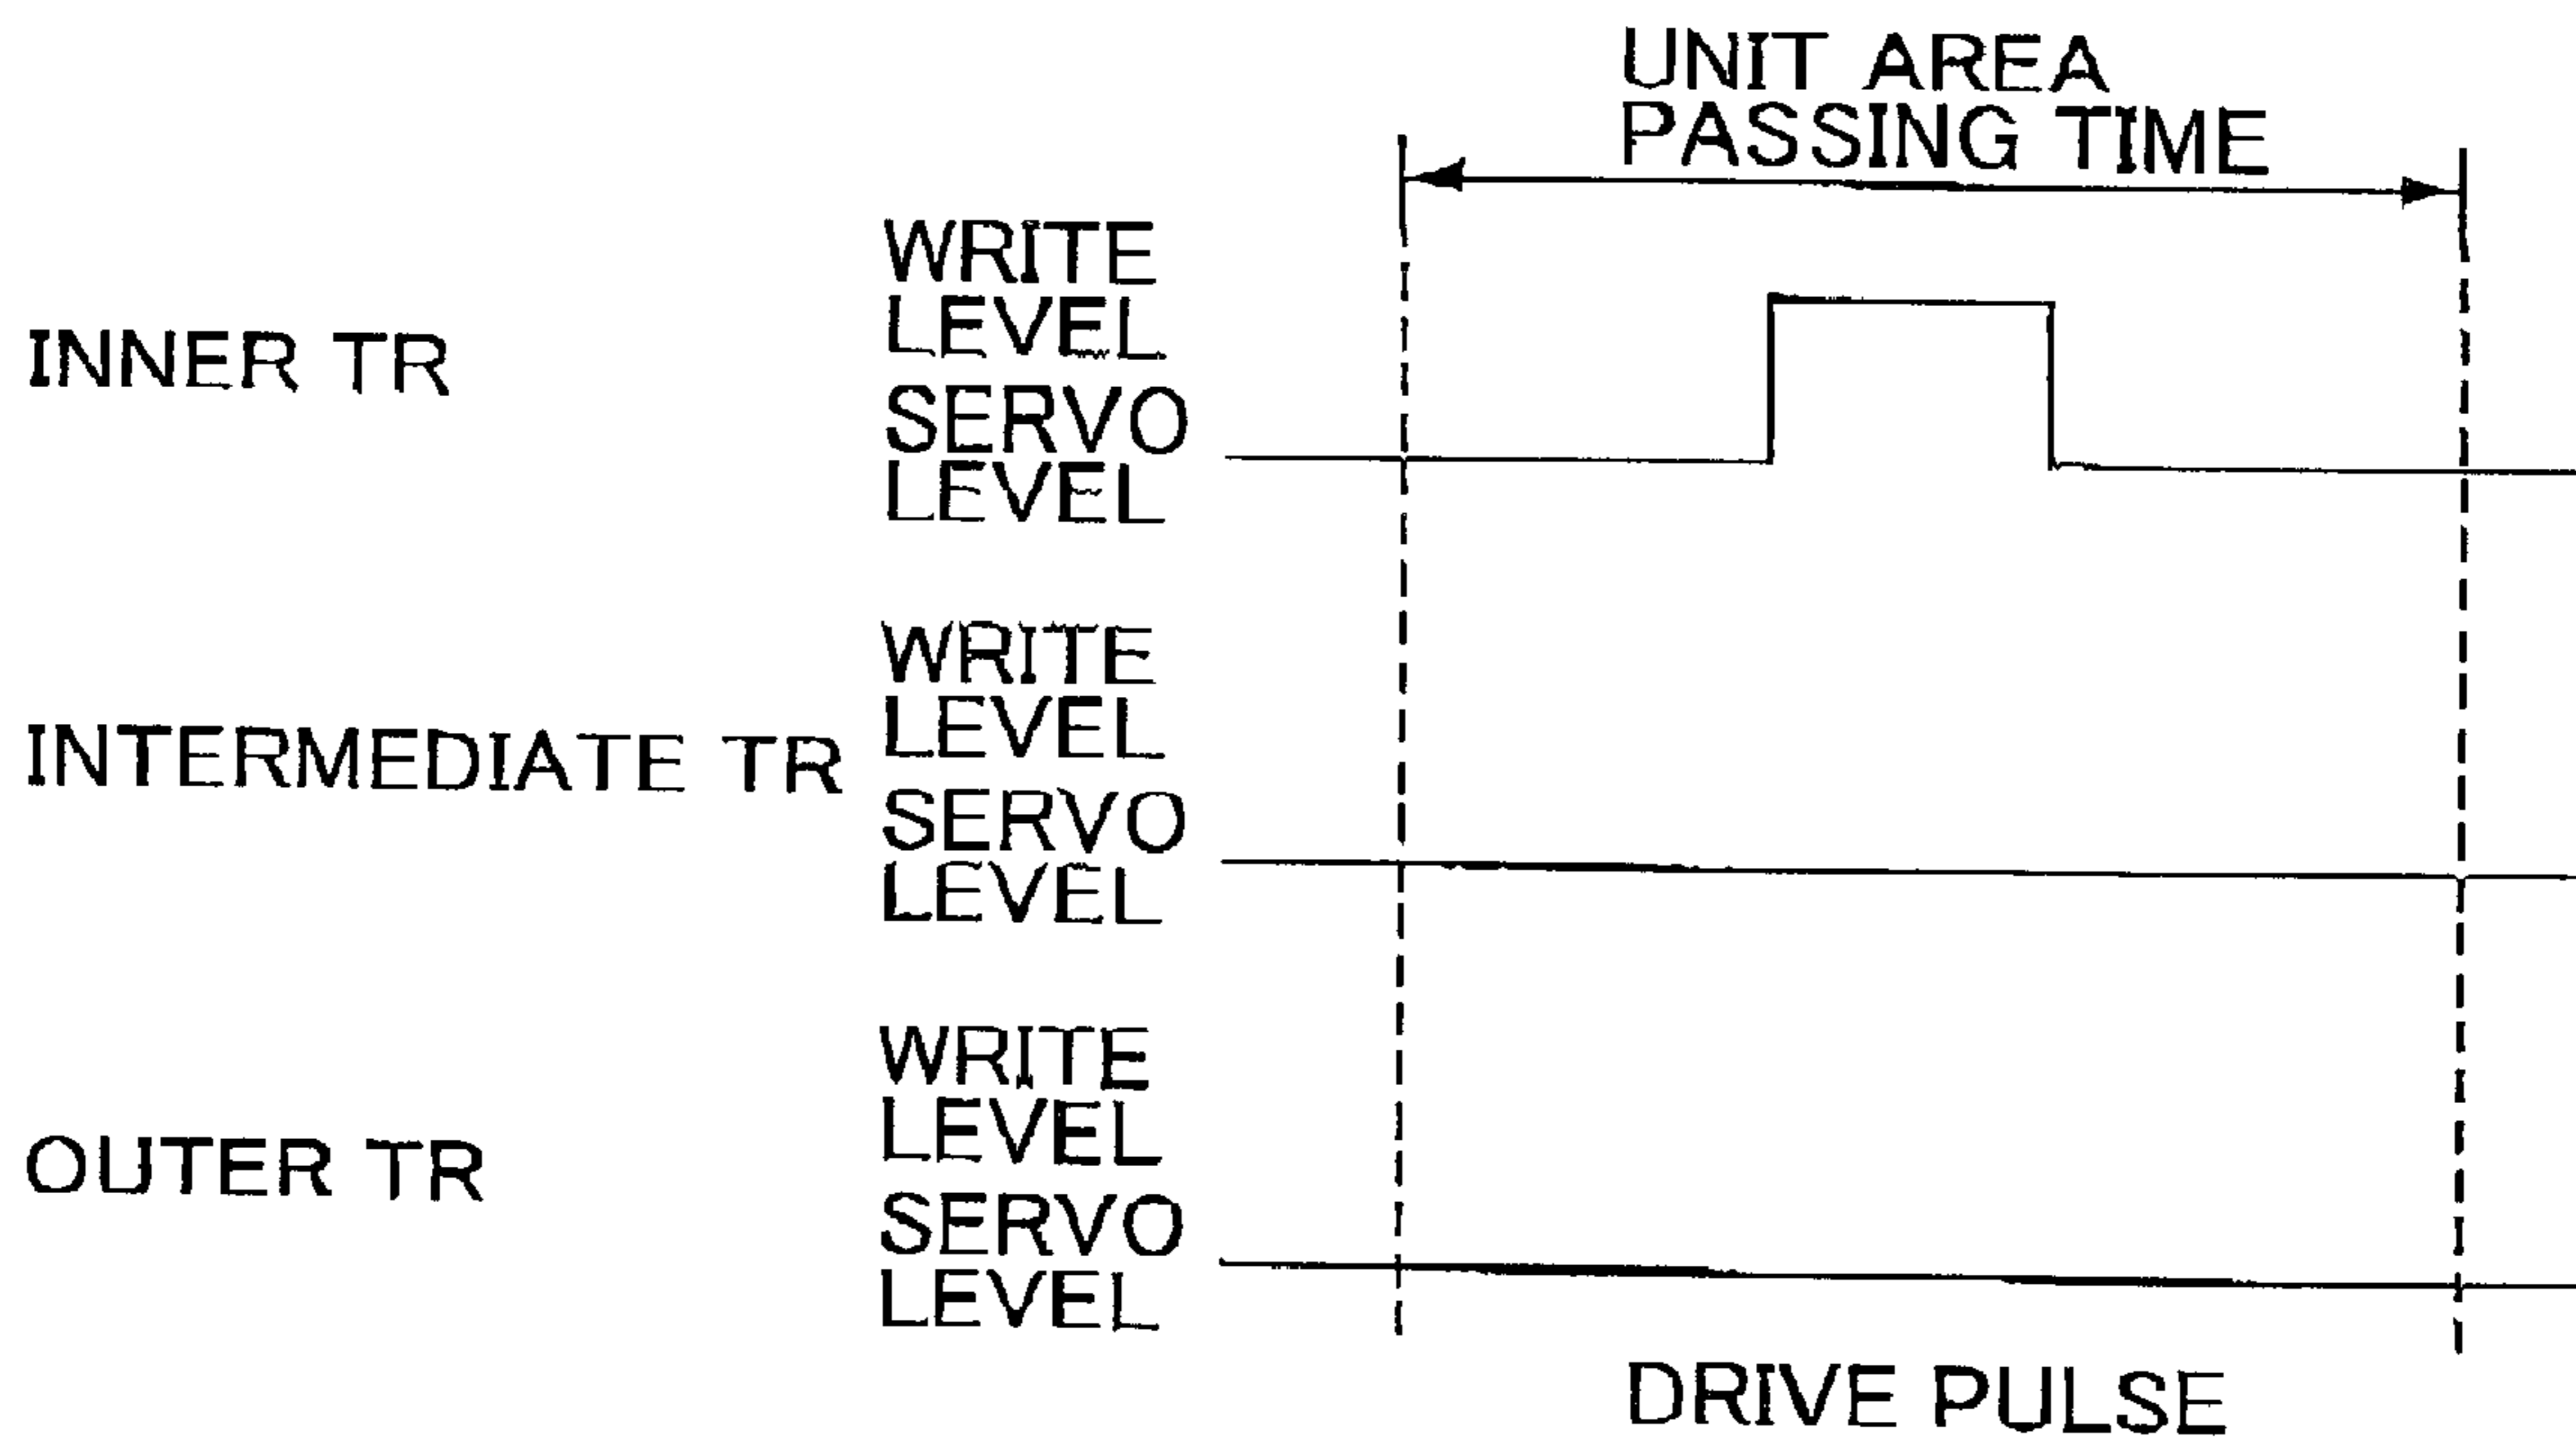 UNIT AREA
PASSING TIME
INNER TR
WRITE
LEVEL
SERVO
LEVEL
INTERMEDIATE TR
WRITE
LEVEL
SERVO
LEVEL
OUTER TR
WRITE
LEVEL
SERVO
LEVEL
DRIVE PULSE